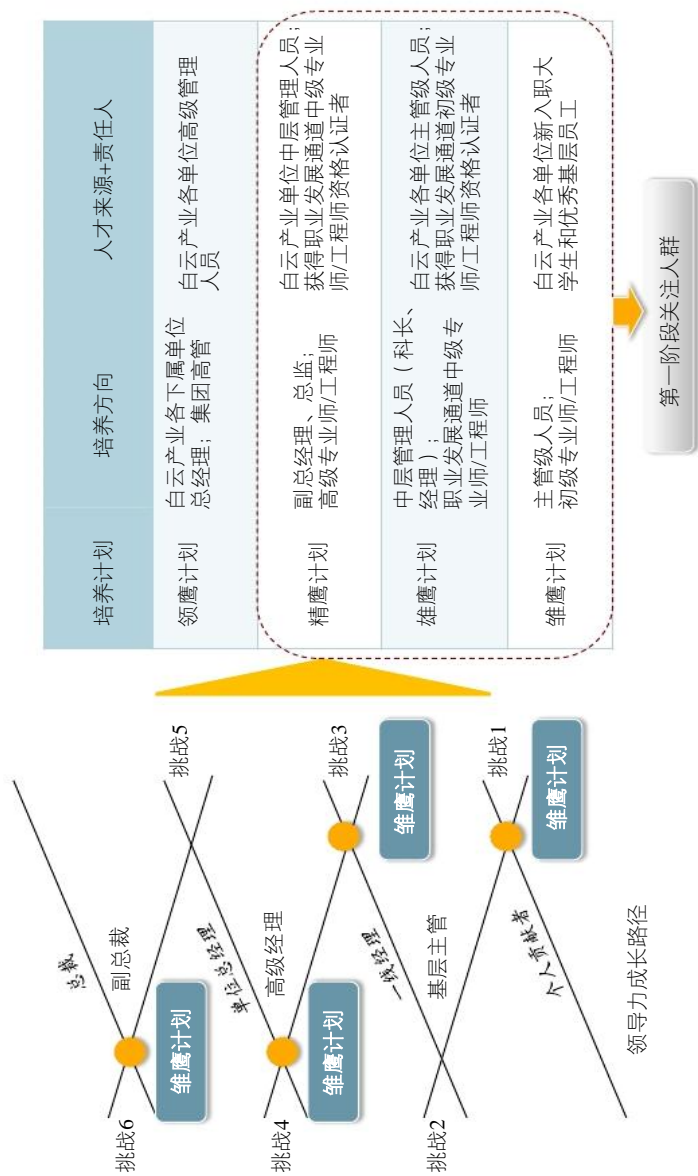 总裁
副总裁
挑战5
挑战6
雏鹰计划
单位总经理
高级经理
挑战3
挑战4
雏鹰计划
雏鹰计划
一线经理
基层主管
挑战1
挑战2
雏鹰计划
个人贡献者
领导力成长路径
培养计划
培养方向
人才来源+责任人
领鹰计划
白云产业各下属单位
总经理；集团高管
白云产业各单位高级管理
人员
精鹰计划
副总经理、总监；
高级专业师/工程师
白云产业单位中层管理人员；
获得职业发展通道中级专业
师/工程师资格认证者
雄鹰计划
中层管理人员（科长、
经理）；
职业发展通道中级专
业师/工程师
白云产业各单位主管级人员；
获得职业发展通道初级专业
师/工程师资格认证者
雏鹰计划
主管级人员；
初级专业师/工程师
白云产业各单位新入职大
学生和优秀基层员工
第一阶段关注人群